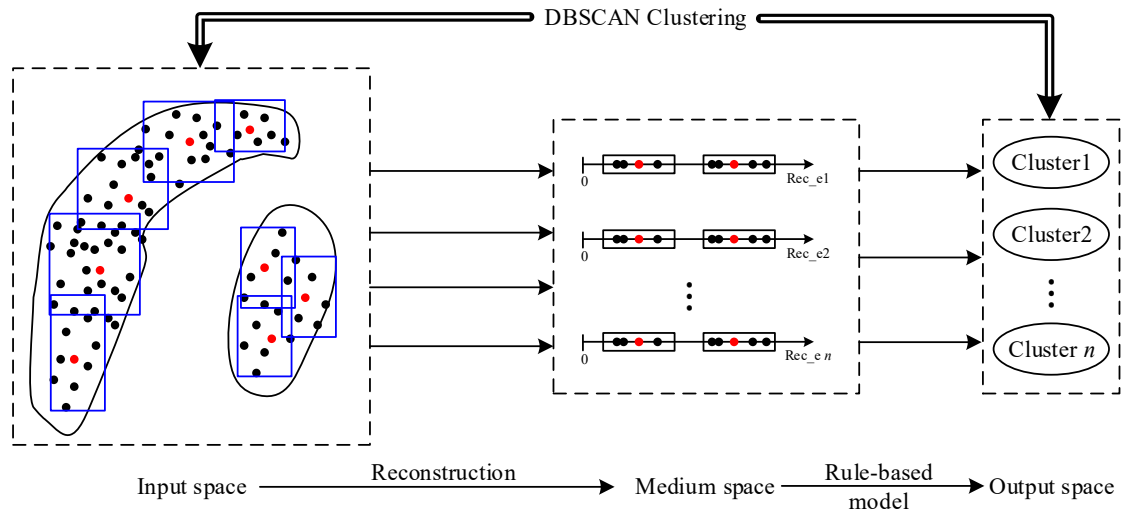 DBSCAN Clustering
0
Rec_e1
0
Rec_e2
0
Rec_e n
Cluster1
Cluster2
Cluster n
Input space
Reconstruction
Medium space
Rule-based
model
Output space